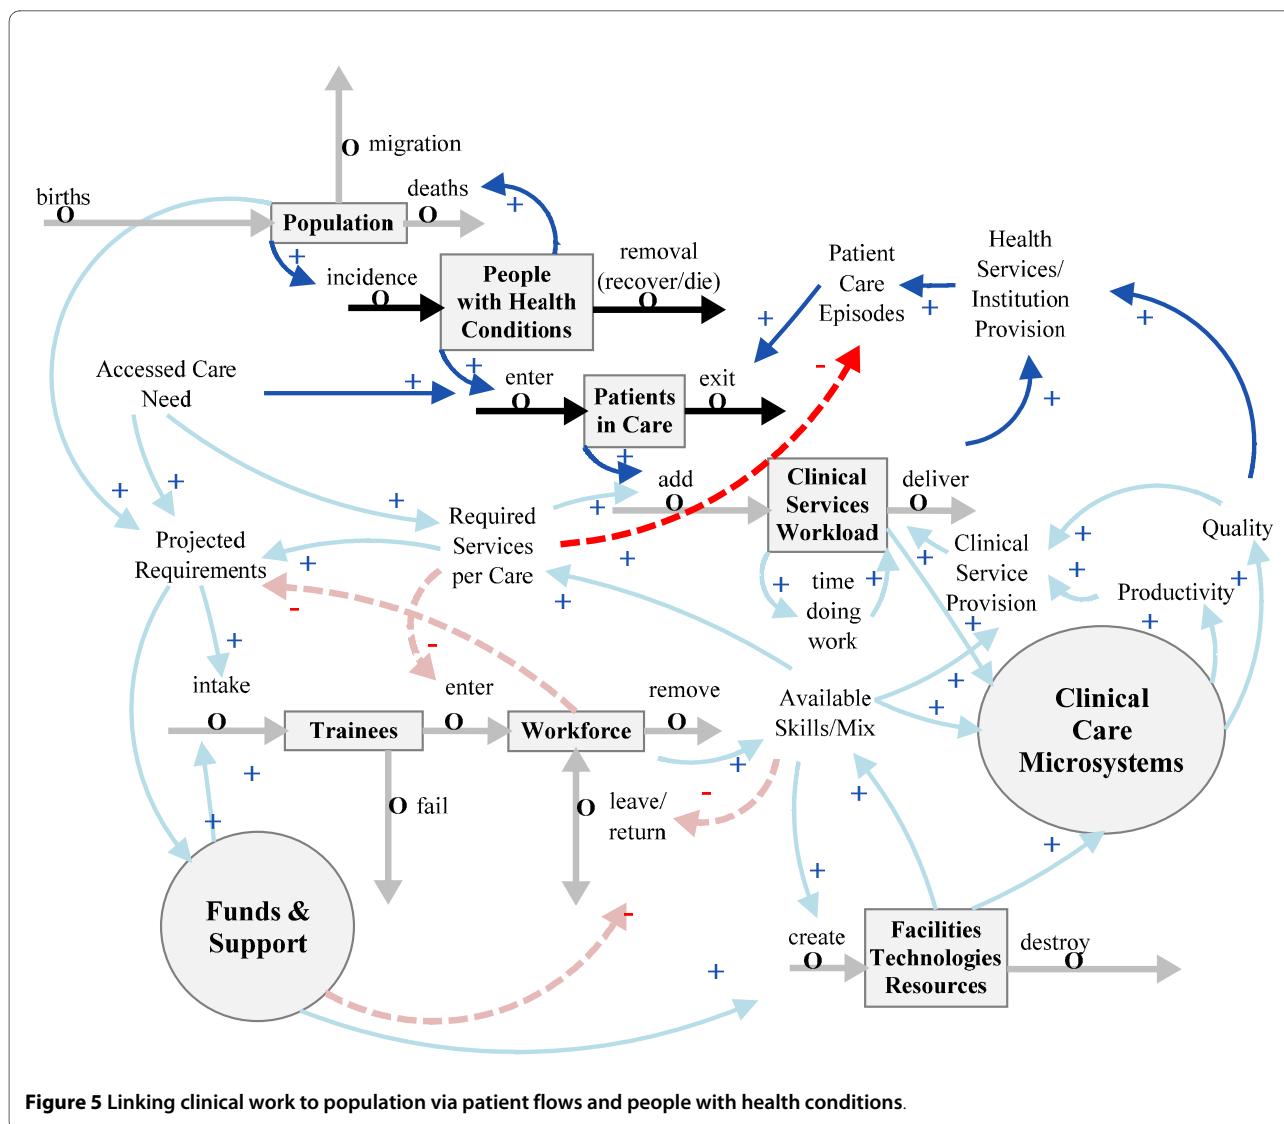 migration
births
deaths
Population
incidence
People
with Health
Conditions
removal
(recover/die)
Patient
Care
Episodes
Health
Services/
Institution
Provision
Accessed Care
Need
enter
Patients
in Care
exit
add
Clinical
Services
Workload
deliver
Required
Services
per Care
Projected
Requirements
Clinical
Service
Provision
Quality
Productivity
time
doing
work
intake
Trainees
enter
Workforce
remove
Available
Skills/Mix
Clinical
Care
Microsystems
fail
leave/
return
Funds &
Support
create
Facilities
Technologies
Resources
destroy
Figure 5 Linking clinical work to population via patient flows and people with health conditions.